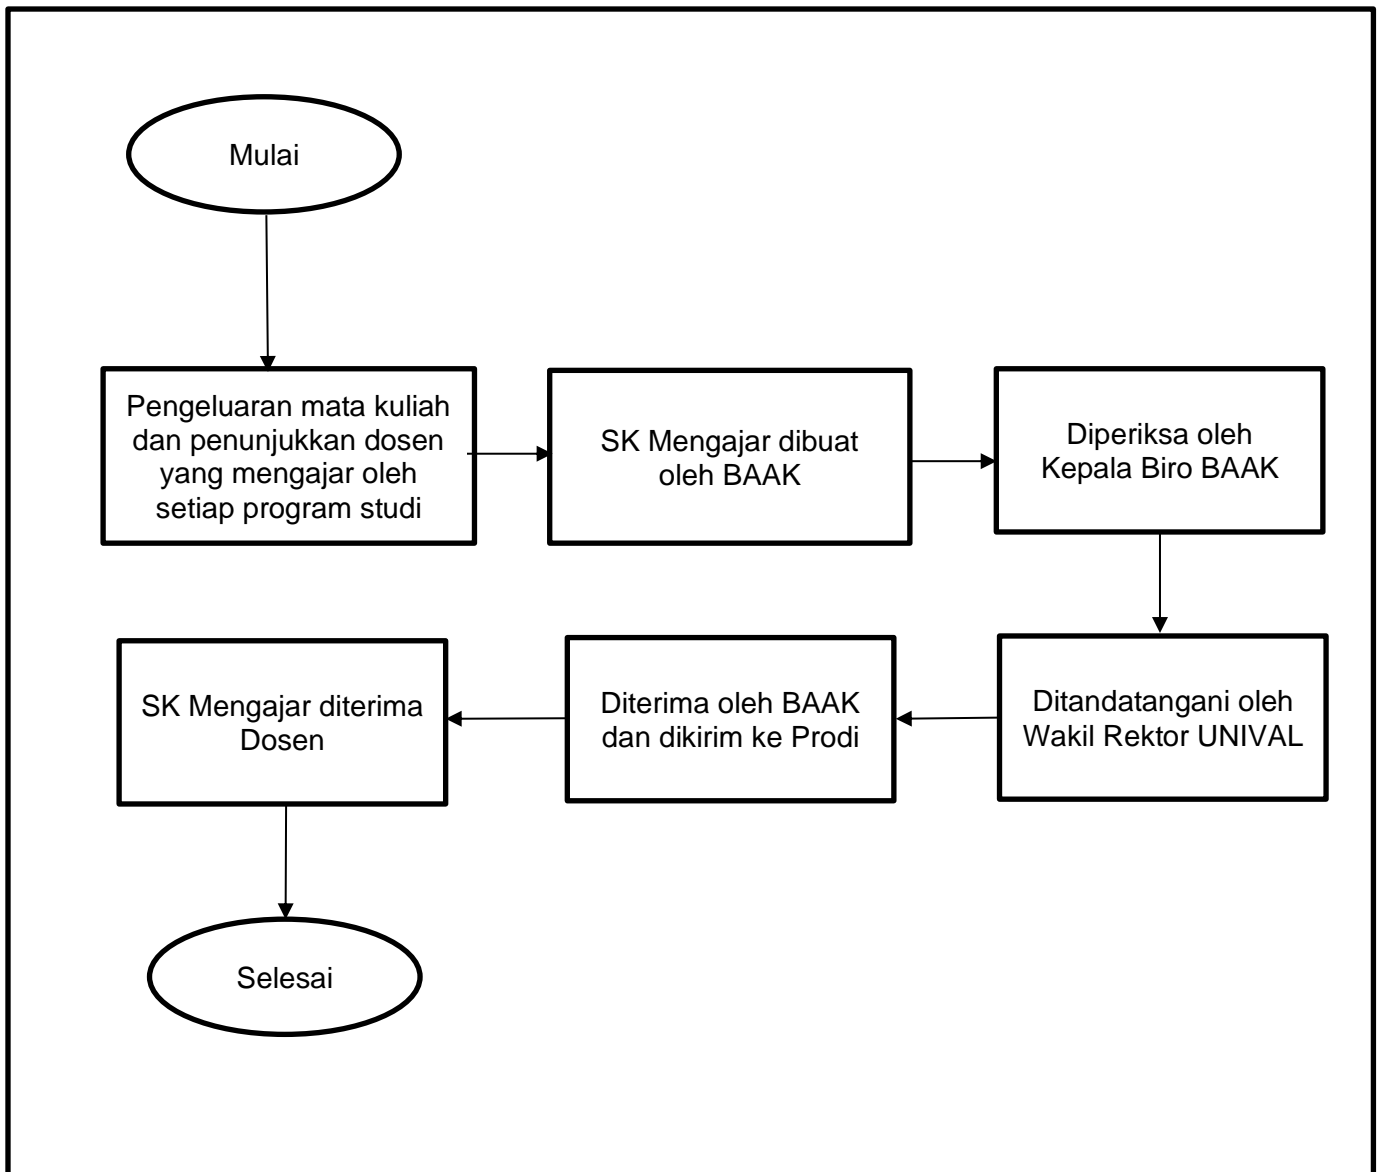 Mulai
Pengeluaran mata kuliah
dan penunjukkan dosen
yang mengajar oleh
setiap program studi
SK Mengajar dibuat
oleh BAAK
Diperiksa oleh
Kepala Biro BAAK
Ditandatangani oleh
Wakil Rektor UNIVAL
Diterima oleh BAAK
dan dikirim ke Prodi
SK Mengajar diterima
Dosen
Selesai